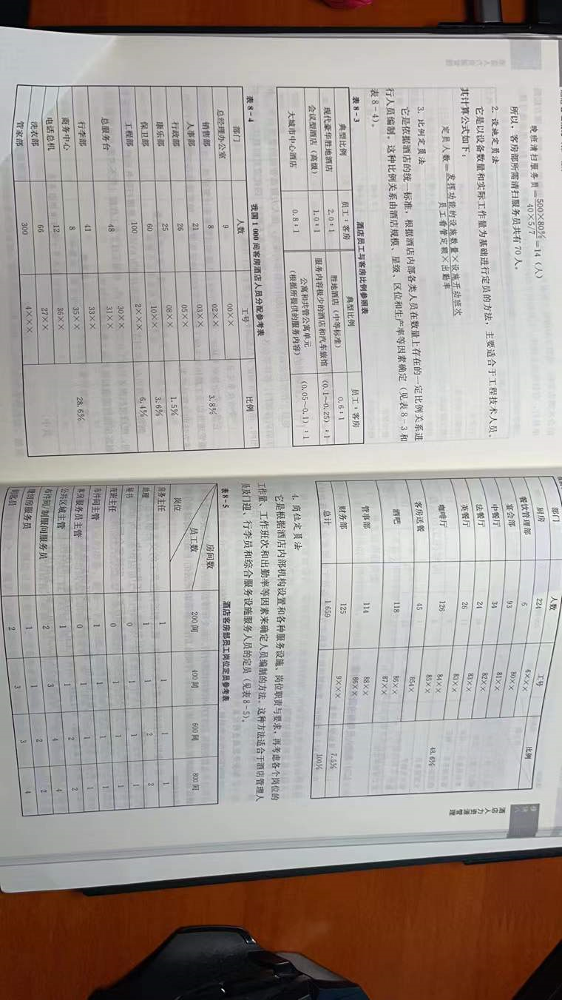 晚班清扫服务员=500×80%/40×5/7=14（人）
所以，客房部所需清扫服务员共有70人。
2. 设施定员法
它是以设备数量和实际工作量为基础进行定员的方法，主要适合于工程技术人员。
其计算公式如下：
定员人数=发挥功能的设施数量×设施开动班次/员工看管定额×出勤率
3. 比例定员法
它是依据酒店的统一标准，根据酒店内部各类人员在数量上存在的一定比例关系进
行人员编制。这种比例关系由酒店规模、星级、区位和生产率等因素确定（见表8-3和
表8-4）。
表8-3 酒店员工与客房比例参照表
典型比例 员工：客房 典型比例 员工：客房
现代豪华胜地酒店 2.0：1 胜地酒店（中等标准） 0.6：1
会议型酒店（高级） 1.0：1 服务内容极少的酒店和汽车旅馆 （0.1~0.25）：1
大城市中心酒店 0.8：1 公寓和共管公寓单元
（根据所提供的服务内容） （0.05~0.1）：1
表8-4 我国1 000间客房酒店人员分配参考表
部门 人数 工号 比例
总经理办公室 9 00××
销售部 8 02×× 3.8%
人事部 21 03××
行政部 26 05×× 1.5%
康乐部 25 08×× 3.6%
保卫部 60 10×× 6.4%
工程部 100 2×××
总服务台 48 30××
31××
行李部 41 33××
商务中心 8 35×× 28.6%
电话总机 12 36××
洗衣部 66 27××
管家部 300 4×××
酒店人力资源管理
部门 人数 工号 比例
厨房 224 6×××
餐饮管理部 6 80××
宴会部 93 81××
中餐厅 34 82××
法餐厅 24 83××
英餐厅 26 83××
咖啡厅 126 84××
85×× 48.6%
客房送餐 45 854×
酒吧 118 86××
87××
管事部 114 88××
86××
财务部 125 9××× 7.5%
总计 1 659 100%
4. 岗位定员法
它是根据酒店内部机构设置和各种服务设施、岗位职责与要求，再考虑各个岗位的
工作量、工作班次和出勤率等因素来确定人员编制的方法。这种方法适合于酒店管理人
员及门迎、行李员和综合服务设施服务人员的定员（见表8-5）。
表8-5 酒店客房部员工岗位定员参考表
房间数 员工数 岗位 200间 400间 600间 800间
房务主任 1 1 1 1
助理 1 1 2 2
秘书 0 1 1 1
夜班主任 0 1 1 1
布件间主管 1 1 1 1
客房服务员主管 0 1 1 1
公共区域主管 1 1 2 2
布件间/制服间服务员 2 3 4 4
缝纫房服务员 1 1 2 2
2 3 3 4